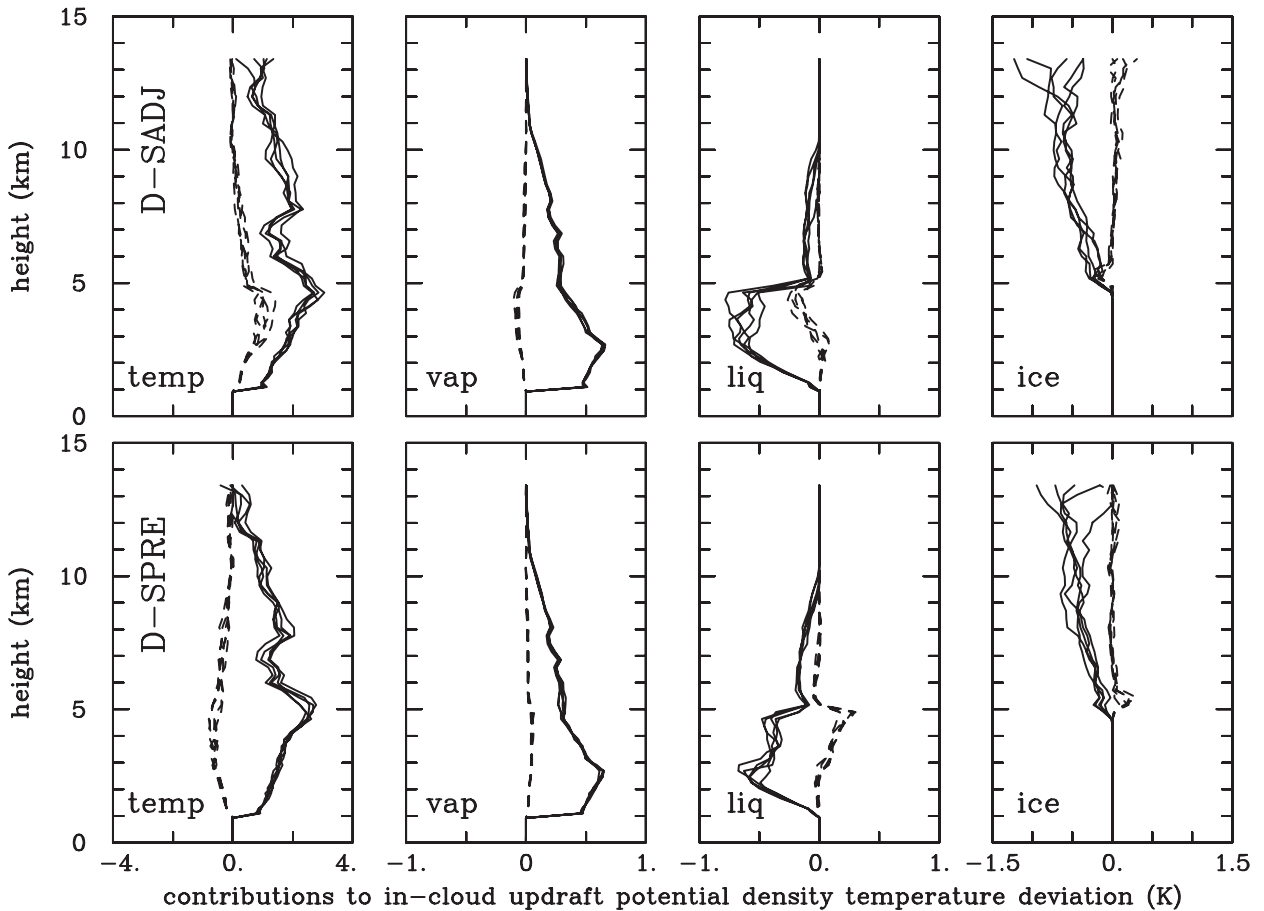 15
10
5
0
height (km)
D−SADJ
temp
vap
liq
ice
15
10
5
0
height (km)
D−SPRE
temp
vap
liq
ice
−4. 0. 4. −1. 0 1. −1. 0. 1. −1.5 0. 1.5
contributions to in−cloud updraft potential density temperature deviation (K)